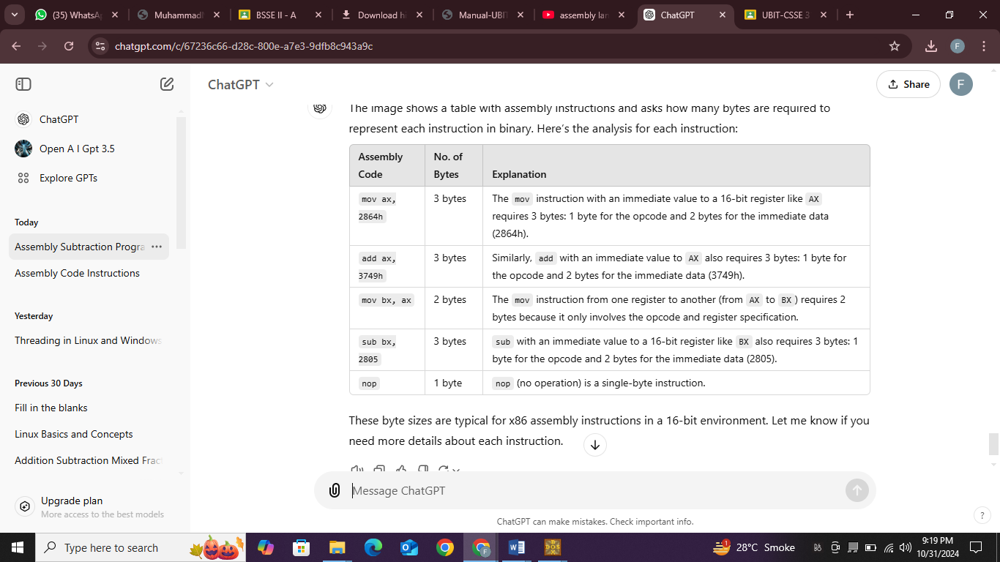 (35) WhatsA
Muhammad
BSSE II - A
Download hi
Manual-UBI
assembly lan
ChatGPT
UBIT-CSSE 3
chatgpt.com/c/67236c66-d28c-800e-a7e3-9dfb8c943a9c
F
ChatGPT
Share
F
ChatGPT
Open A I Gpt 3.5
Explore GPTs
Today
Assembly Subtraction Progra
Assembly Code Instructions
Yesterday
Threading in Linux and Windows
Previous 30 Days
Fill in the blanks
Linux Basics and Concepts
Addition Subtraction Mixed Frac
Upgrade plan
More access to the best models
The image shows a table with assembly instructions and asks how many bytes are required to
represent each instruction in binary. Here's the analysis for each instruction:
Assembly Code
No. of Bytes
Explanation
mov ax, 2864h
3 bytes
The mov instruction with an immediate value to a 16-bit register like AX
requires 3 bytes: 1 byte for the opcode and 2 bytes for the immediate data
(2864h).
add ax, 3749h
3 bytes
Similarly, add with an immediate value to AX also requires 3 bytes: 1 byte for
the opcode and 2 bytes for the immediate data (3749h).
mov bx, ax
2 bytes
The mov instruction from one register to another (from AX to BX ) requires 2
bytes because it only involves the opcode and register specification.
sub bx, 2805
3 bytes
sub with an immediate value to a 16-bit register like BX also requires 3 bytes: 1
byte for the opcode and 2 bytes for the immediate data (2805).
nop
1 byte
nop (no operation) is a single-byte instruction.
These byte sizes are typical for x86 assembly instructions in a 16-bit environment. Let me know if you
need more details about each instruction.
Message ChatGPT
ChatGPT can make mistakes. Check important info.
?
Type here to search
28°C Smoke
9:19 PM
10/31/2024